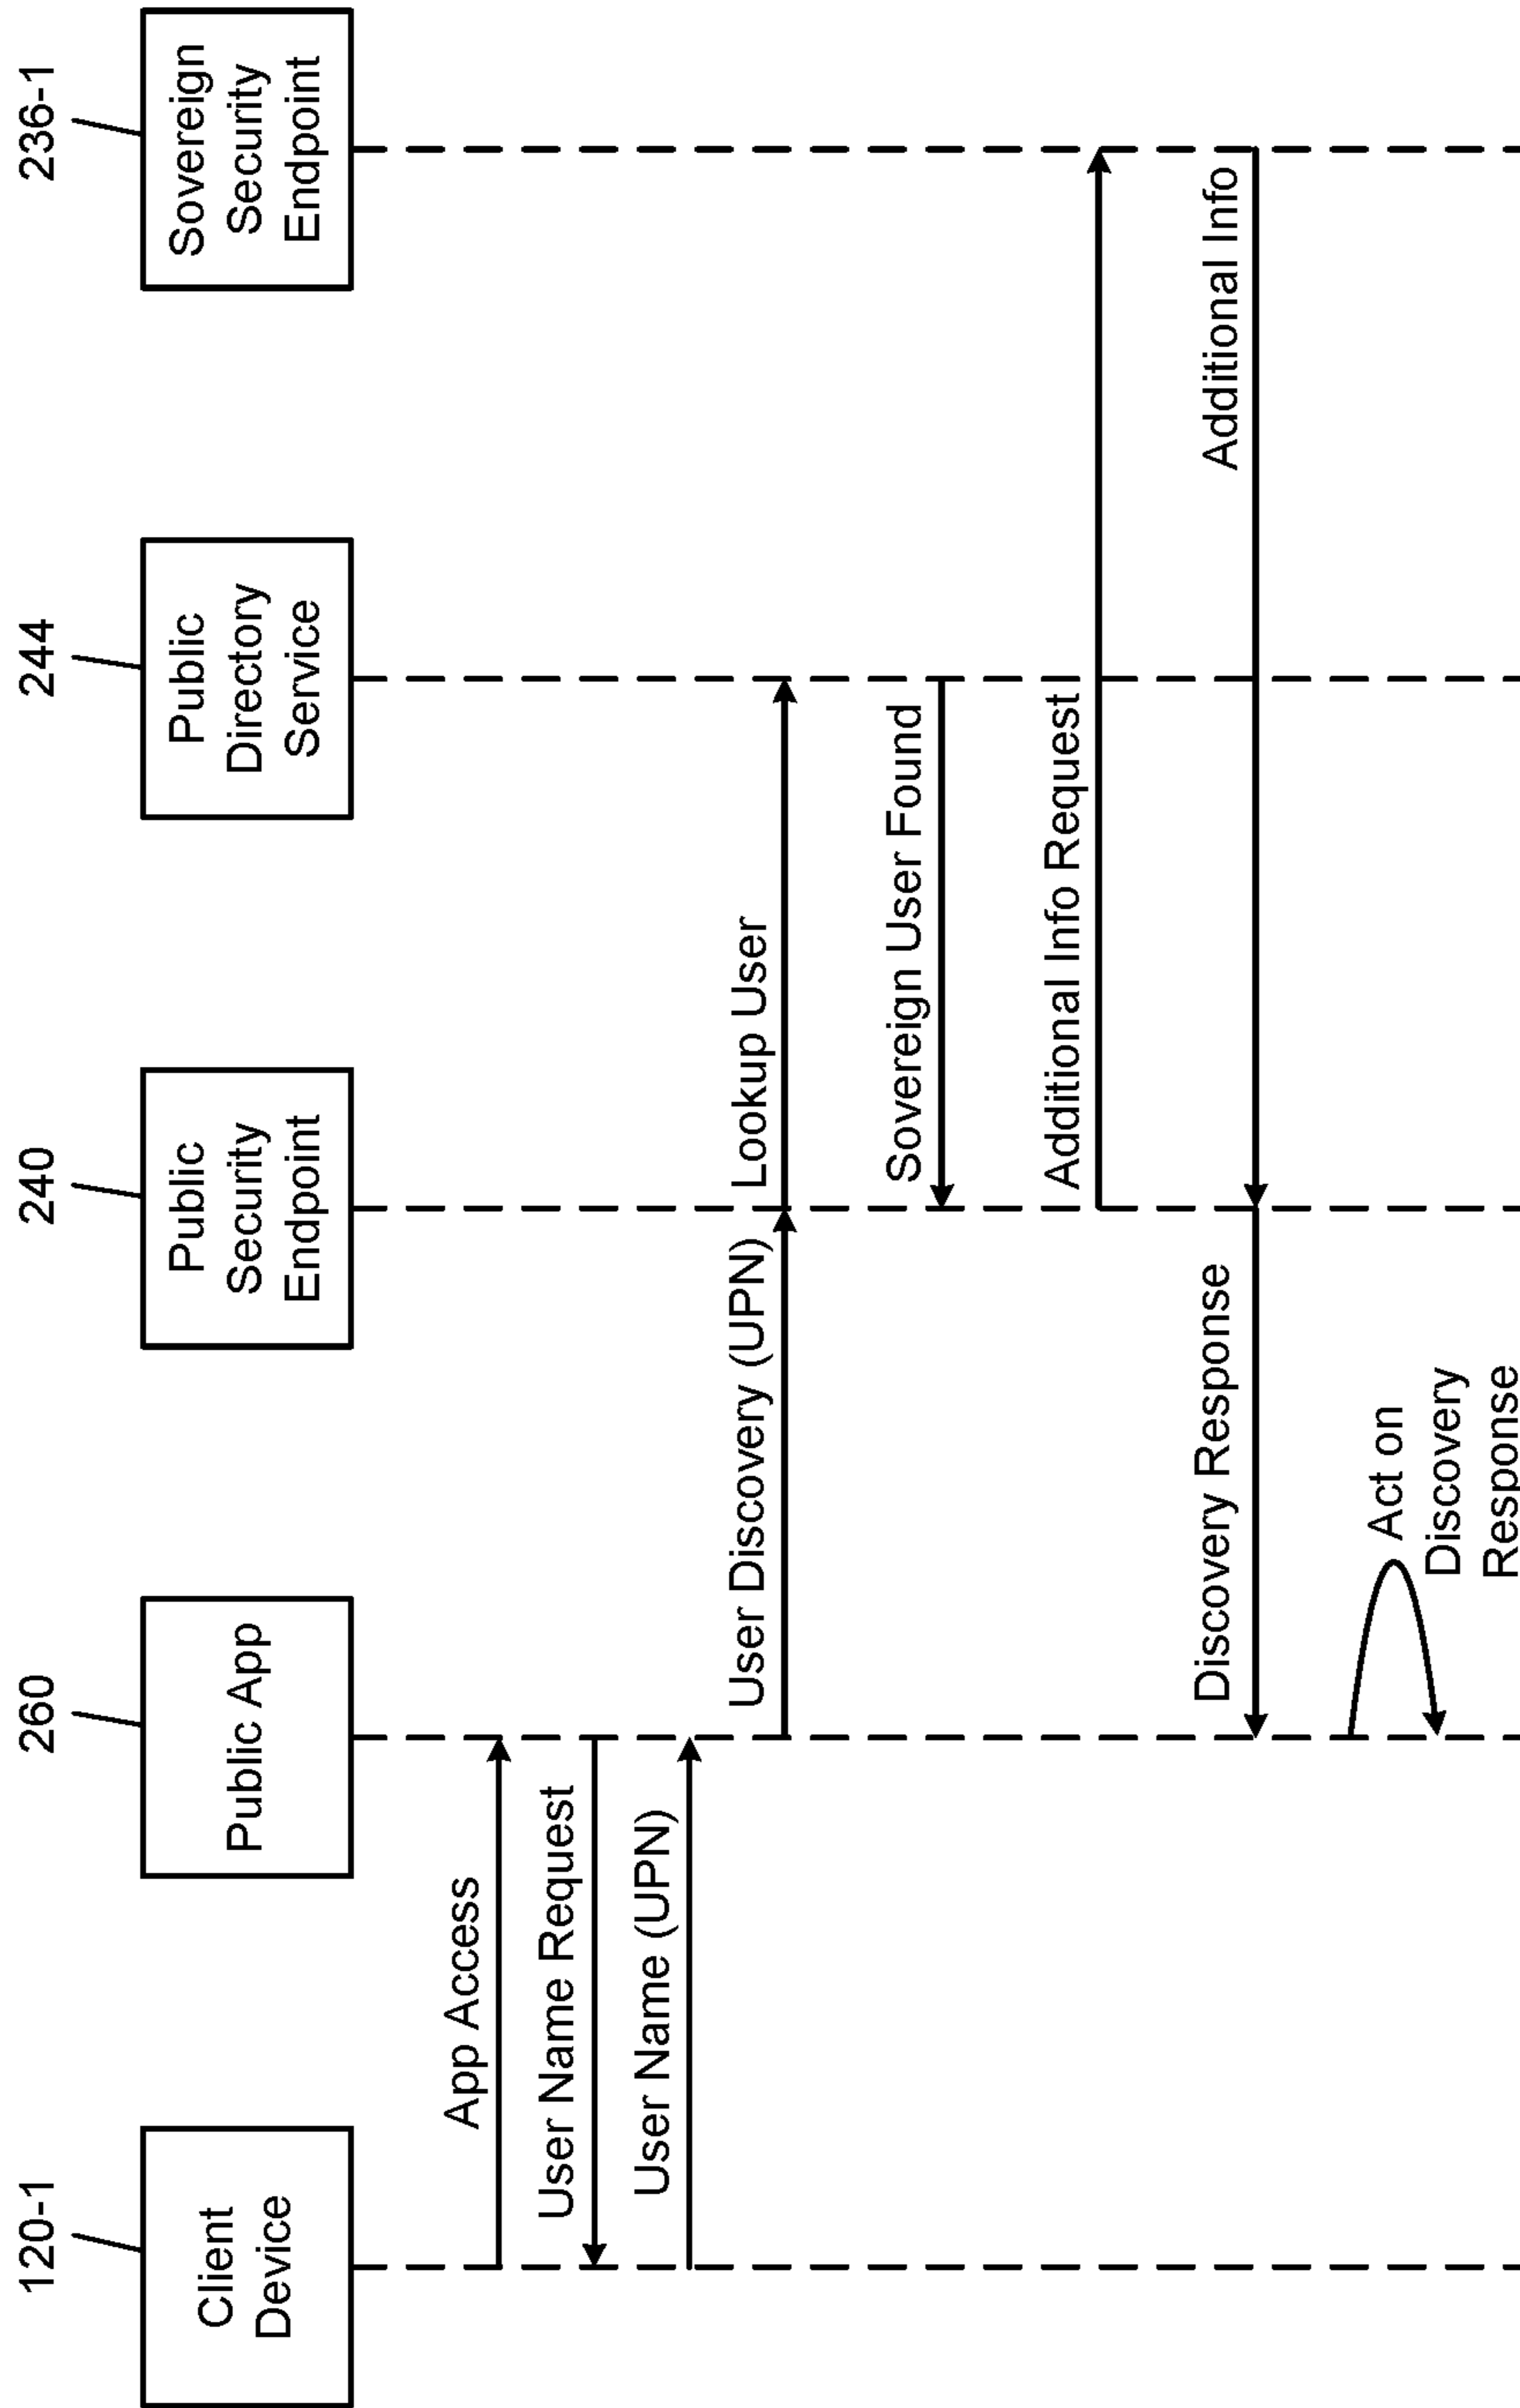 120-1
260
240
244
236-1
Client
Device
Public App
Public
Security
Endpoint
Public
Directory
Service
Sovereign
Security
Endpoint
App Access
User Name Request
User Name (UPN)
User Discovery (UPN)
Lookup User
Sovereign User Found
Additional Info Request
Additional Info
Discovery Response
Act on
Discovery
Response